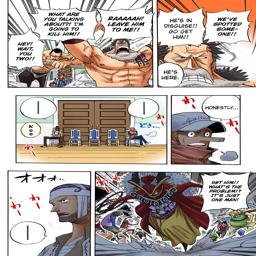 WHAT ARE
YOU TALKING
ABOUT?! I'M
GOING TO
KILL HIM!!
RAAAAAH!
LEAVE HIM
TO ME!!
HEY!
WAIT,
YOU
TWO!!
HE'S IN
DISGUISE!! GO
GET HIM!!
WE'VE
SPOTTED
SOME-
ONE!!
HE'S
HERE.
HONESTLY...
GET HIM!
WHAT'S THE
PROBLEM?!
IT'S JUST
ONE MAN!